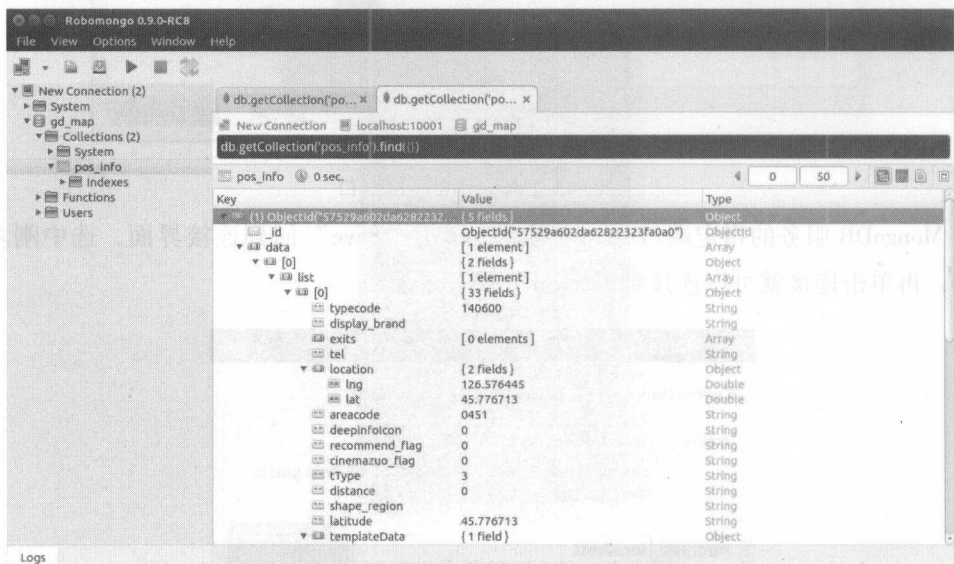 Robomongo 0.9.0-RC8
File View Options Window Help
New Connection (2)
System
gd_map
Collections (2)
System
pos_info
Indexes
Functions
Users
db.getCollection('po... × db.getCollection('po... ×
New Connection localhost:10001 gd_map
db.getCollection('pos_info').find({})
pos_info 0 sec. 0 50
Key Value Type
(1) ObjectId("57529a602da6282232... { 5 fields } Object
_id ObjectId("57529a602da62822323fa0a0") ObjectId
data [ 1 element ] Array
[0] { 2 fields } Object
list [ 1 element ] Array
[0] { 33 fields } Object
typecode 140600 String
display_brand String
exits [ 0 elements ] Array
tel String
location { 2 fields } Object
lng 126.576445 Double
lat 45.776713 Double
areacode 0451 String
deepinfoIcon 0 String
recommend_flag 0 String
cinemazuo_flag 0 String
tType 3 String
distance 0 String
shape_region String
latitude 45.776713 String
templateData { 1 field } Object
Logs